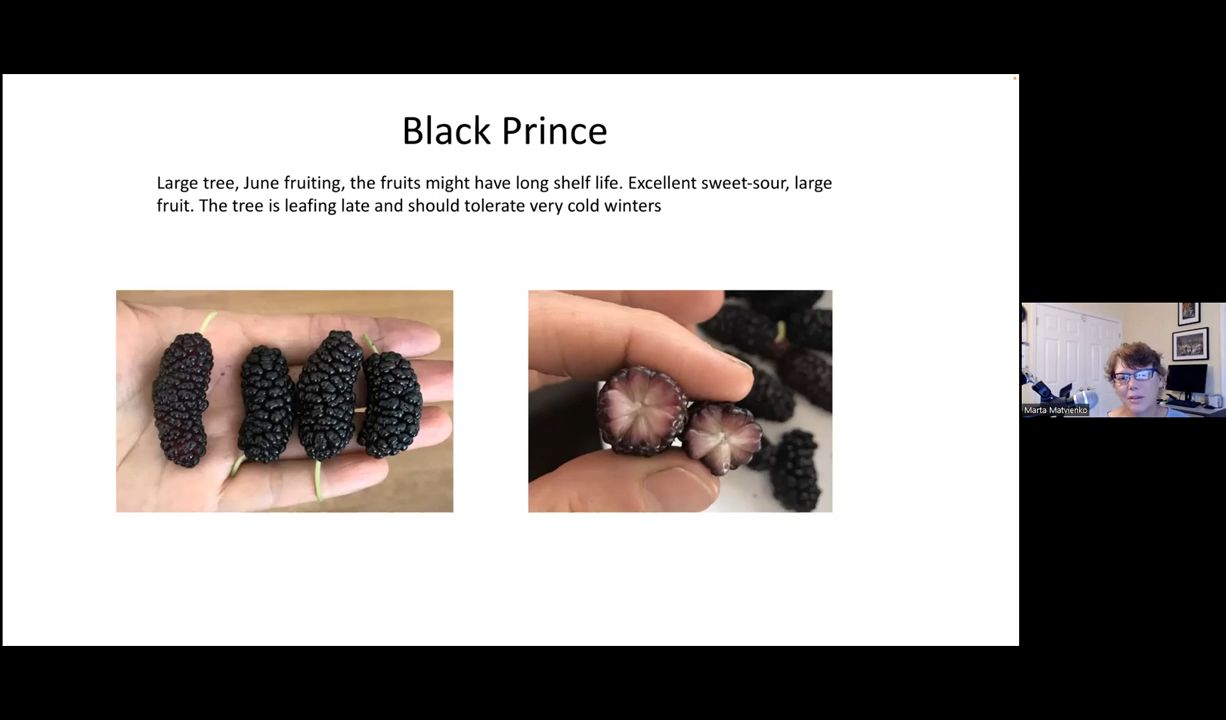 Black Prince
Large tree, June fruiting, the fruits might have long shelf life. Excellent sweet-sour, large
fruit. The tree is leafing late and should tolerate very cold winters
Marta Matvienko